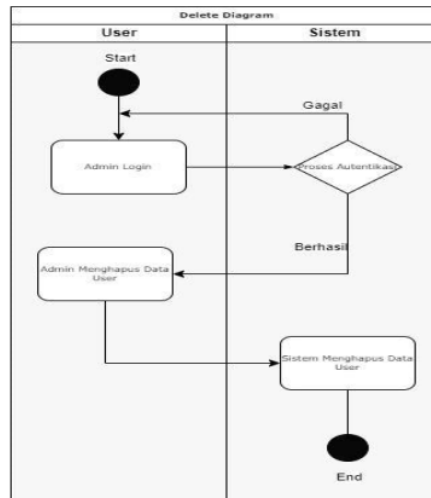 Delete Diagram
User
Sistem
Start
Gagal
Admin Login
Proses Autentikasi
Berhasil
Admin Menghapus Data
User
Sistem Menghapus Data
User
End